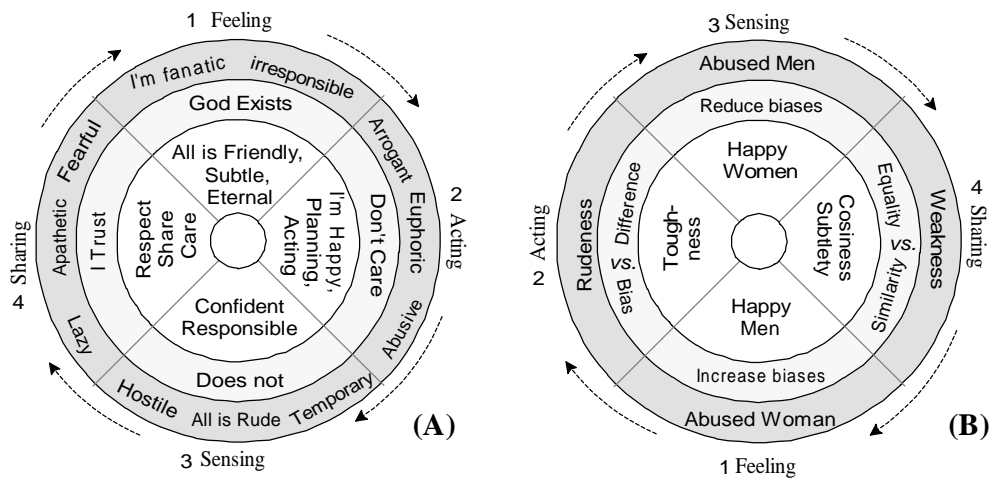 1 Feeling
I'm fanatic
irresponsible
Arrogant
Euphoric
Abusive
Temporary
All is Rude
Hostile
Lazy
Apathetic
Fearful
God Exists
Don't Care
Does not
I Trust
All is Friendly,
Subtle,
Eternal
I'm Happy,
Planning,
Acting
Confident
Responsible
Respect
Share
Care
2
Acting
3 Sensing
Sharing
4
(A)
3 Sensing
Abused Men
Weakness
Abused Woman
Rudeness
Reduce biases
Equality vs. Similarity
Increase biases
Bias vs. Difference
Happy
Women
Cosiness
Subtlety
Happy
Men
Tough-
ness
4
Sharing
1 Feeling
Acting
2
(B)